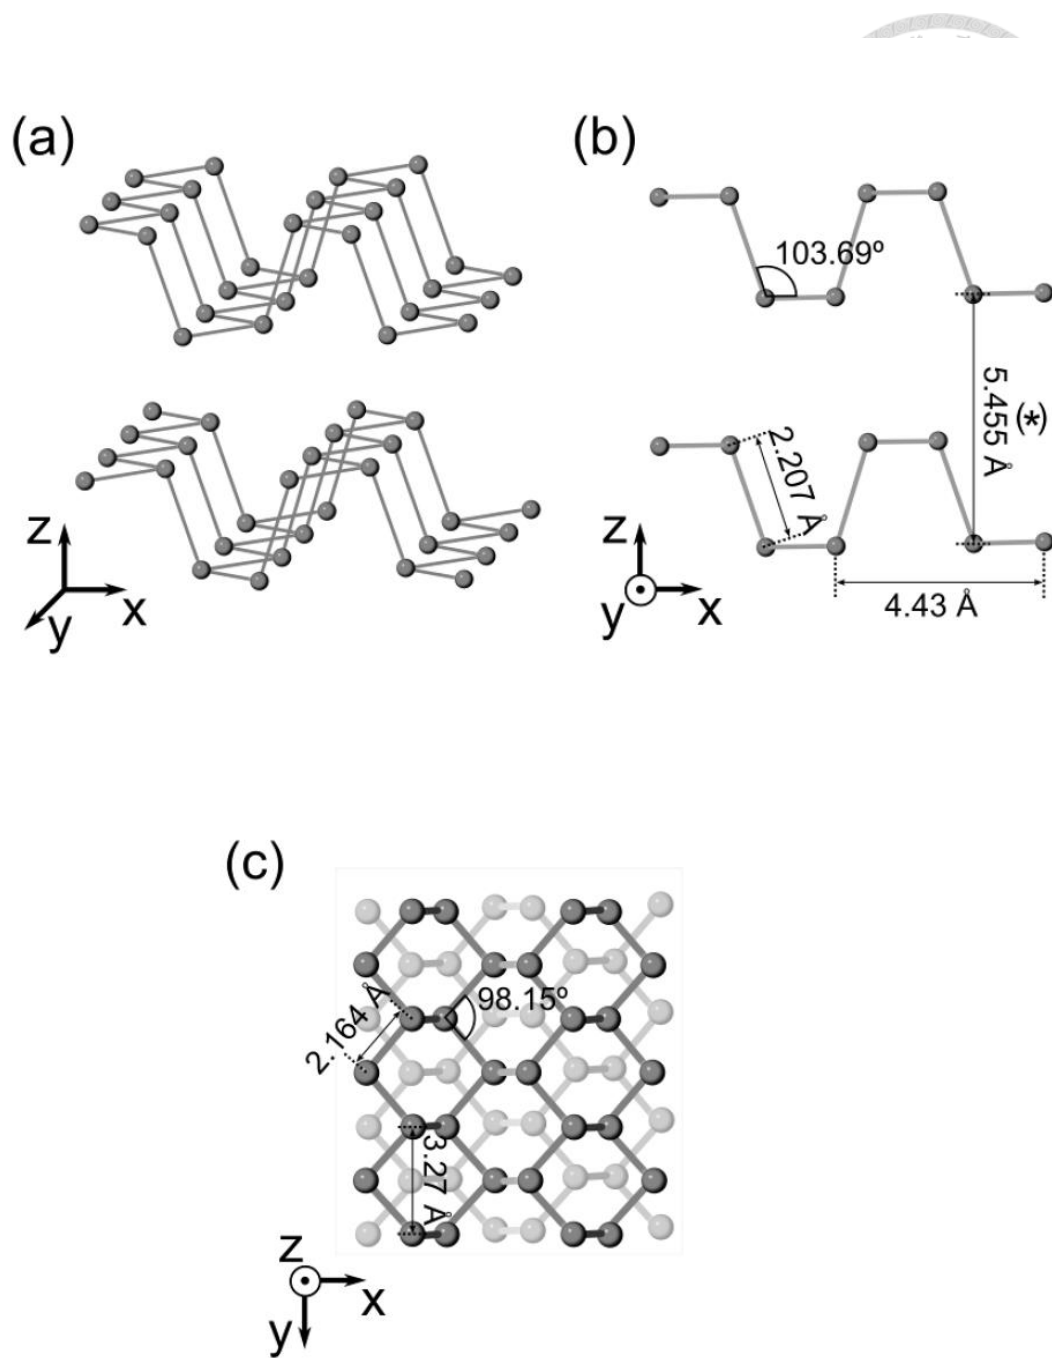 (a)
(b)
103.69º
5.455 Å
(*)
2.207 Å
4.43 Å
z
x
y
z
y
x
(c)
98.15º
2.164 Å
3.27 Å
z
x
y